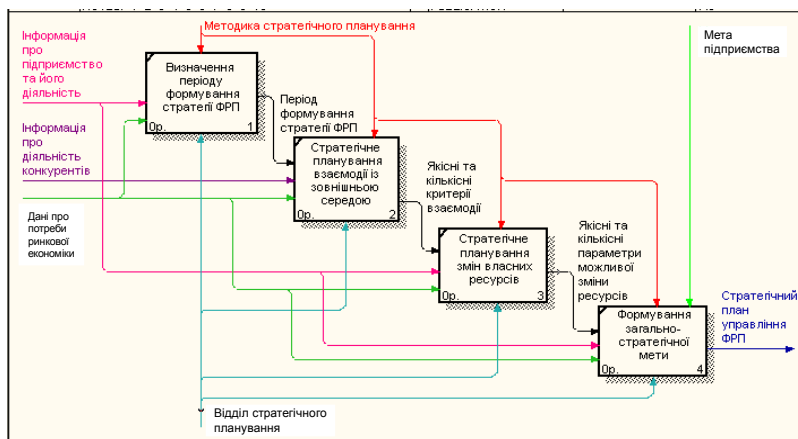 Методика стратегічного планування
Інформація
про
підприємство
та його
діяльність
Мета
підприємства
Визначення
періоду
формування
стратегії ФРП
0р.
1
Період
формування
стратегії ФРП
Інформація
про
діяльність
конкурентів
Стратегічне
планування
взаємодії із
зовнішньою
середою
0р.
2
Якісні та
кількісні
критерії
взаємодії
Дані про
потреби
ринкової
економіки
Стратегічне
планування
змін власних
ресурсів
0р.
3
Якісні та
кількісні
параметри
можливої
зміни
ресурсів
Формування
загально-
стратегічної
мети
0р.
4
Стратегічний
план
управління
ФРП
Відділ стратегічного
планування